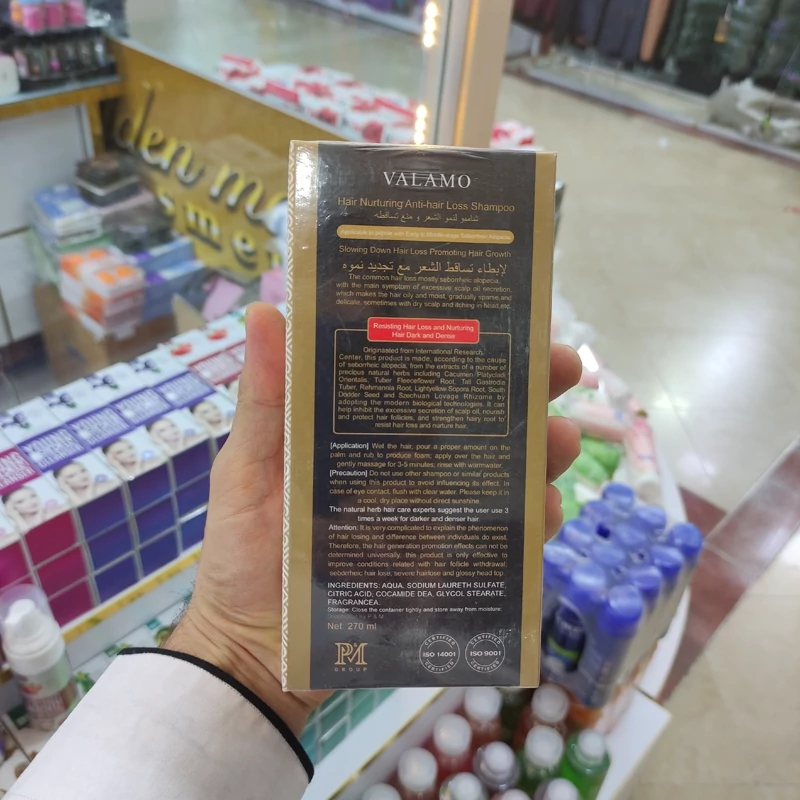 den m
VALAMO
Hair Nurturing Anti-hair Loss Shampoo
شامبو لنمو الشعر و منع تساقطه
Slowing Down Hair Loss Promoting Hair Growth
لإبطاء تساقط الشعر مع تجديد نموه
The common hair loss mostly seborrheic alopecia,
with the main symptom of excessive scalp oil secretion,
which makes the hair oily and moist, gradually sparse and
delicate, sometimes with dry scalp and itching in head,etc.
Resisting Hair Loss and Nurturing
Hair Dark and Dense
Originested from International Research,
Center, this product is made, according to the cause
of seborrheic alopecia, from the extracts of a number of
precious natural herbs including Cacumen Platycladi
Orientalis, Tuber Fleeceflower Root, Tall Gastrodia
Tuber, Rehmannia Root, Lightyellow Sopora Root, South
Dodder Seed and Szechuan Lovage Rhizome by
adopting the modern biological technologies. It can
help inhibit the excessive secretion of scalp oil, nourish
and protect hair follicles, and strengthen hairy root to
resist hair loss and nurture hair.
[Application] Wet the hair, pour a proper amount on the
palm and rub to produce foam; apply over the hair and
gently massage for 3-5 minutes; rinse with warmwater.
[Precaution] Do not use other shampoo or similar products
when using this product to avoid influencing its effect. In
case of eye contact, flush with clear water. Please keep it in
a cool, dry place without direct sunshine.
The natural herb hair care experts suggest the user use 3
times a week for darker and denser hair.
Attention: It is very complicated to explain the phenomenon
of hair losing and difference between individuals do exist.
Therefore, the hair generation promotion effects can not be
determined universally, this product is only effective to
improve conditions related with hair follicle withdrawal,
seborrheic hair lose, severe hairlose and glossy head top.
INGREDIENTS: AQUA, SODIUM LAURETH SULFATE,
CITRIC ACID, COCAMIDE DEA, GLYCOL STEARATE,
FRAGRANCEA.
Storage: Close the container tightly and store away from moisture.
Net: 270 ml
PM
GROUP
CERTIFIED
ISO 14001
CERTIFIED
CERTIFIED
ISO 9001
CERTIFIED